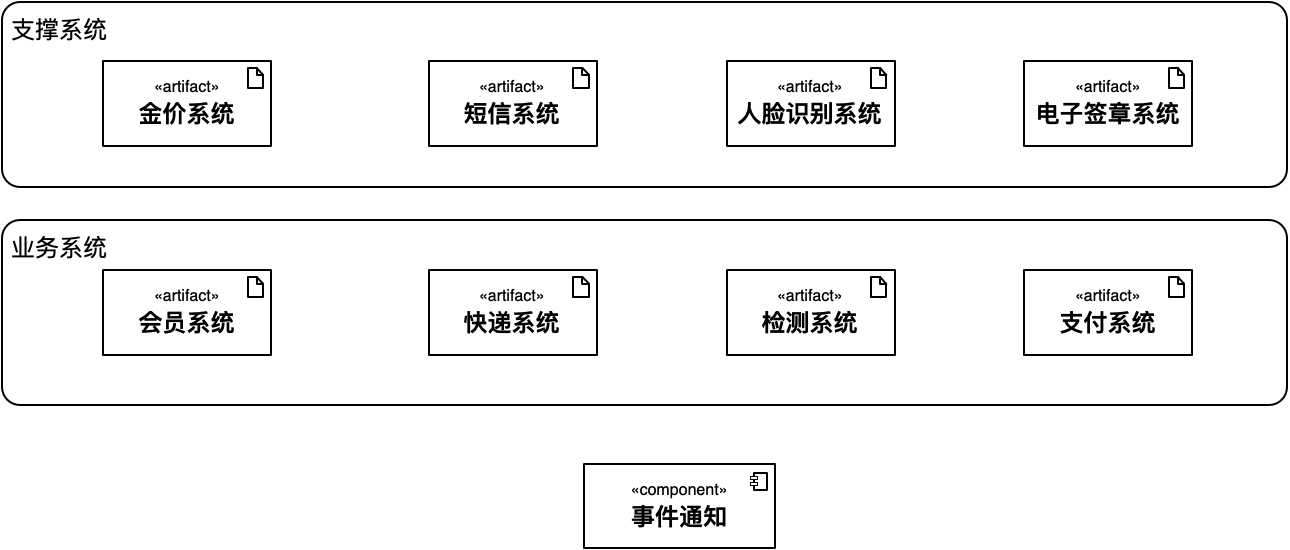 支撑系统
«artifact»
金价系统
«artifact»
短信系统
«artifact»
人脸识别系统
«artifact»
电子签章系统
业务系统
«artifact»
会员系统
«artifact»
快递系统
«artifact»
检测系统
«artifact»
支付系统
«component»
事件通知